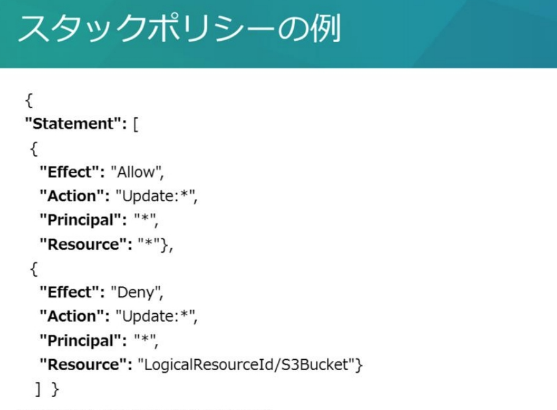 スタックポリシーの例
{
"Statement": [
{
"Effect": "Allow",
"Action": "Update:*",
"Principal": "*",
"Resource": "*"},
{
"Effect": "Deny",
"Action": "Update:*",
"Principal": "*",
"Resource": "LogicalResourceId/S3Bucket"}
] }